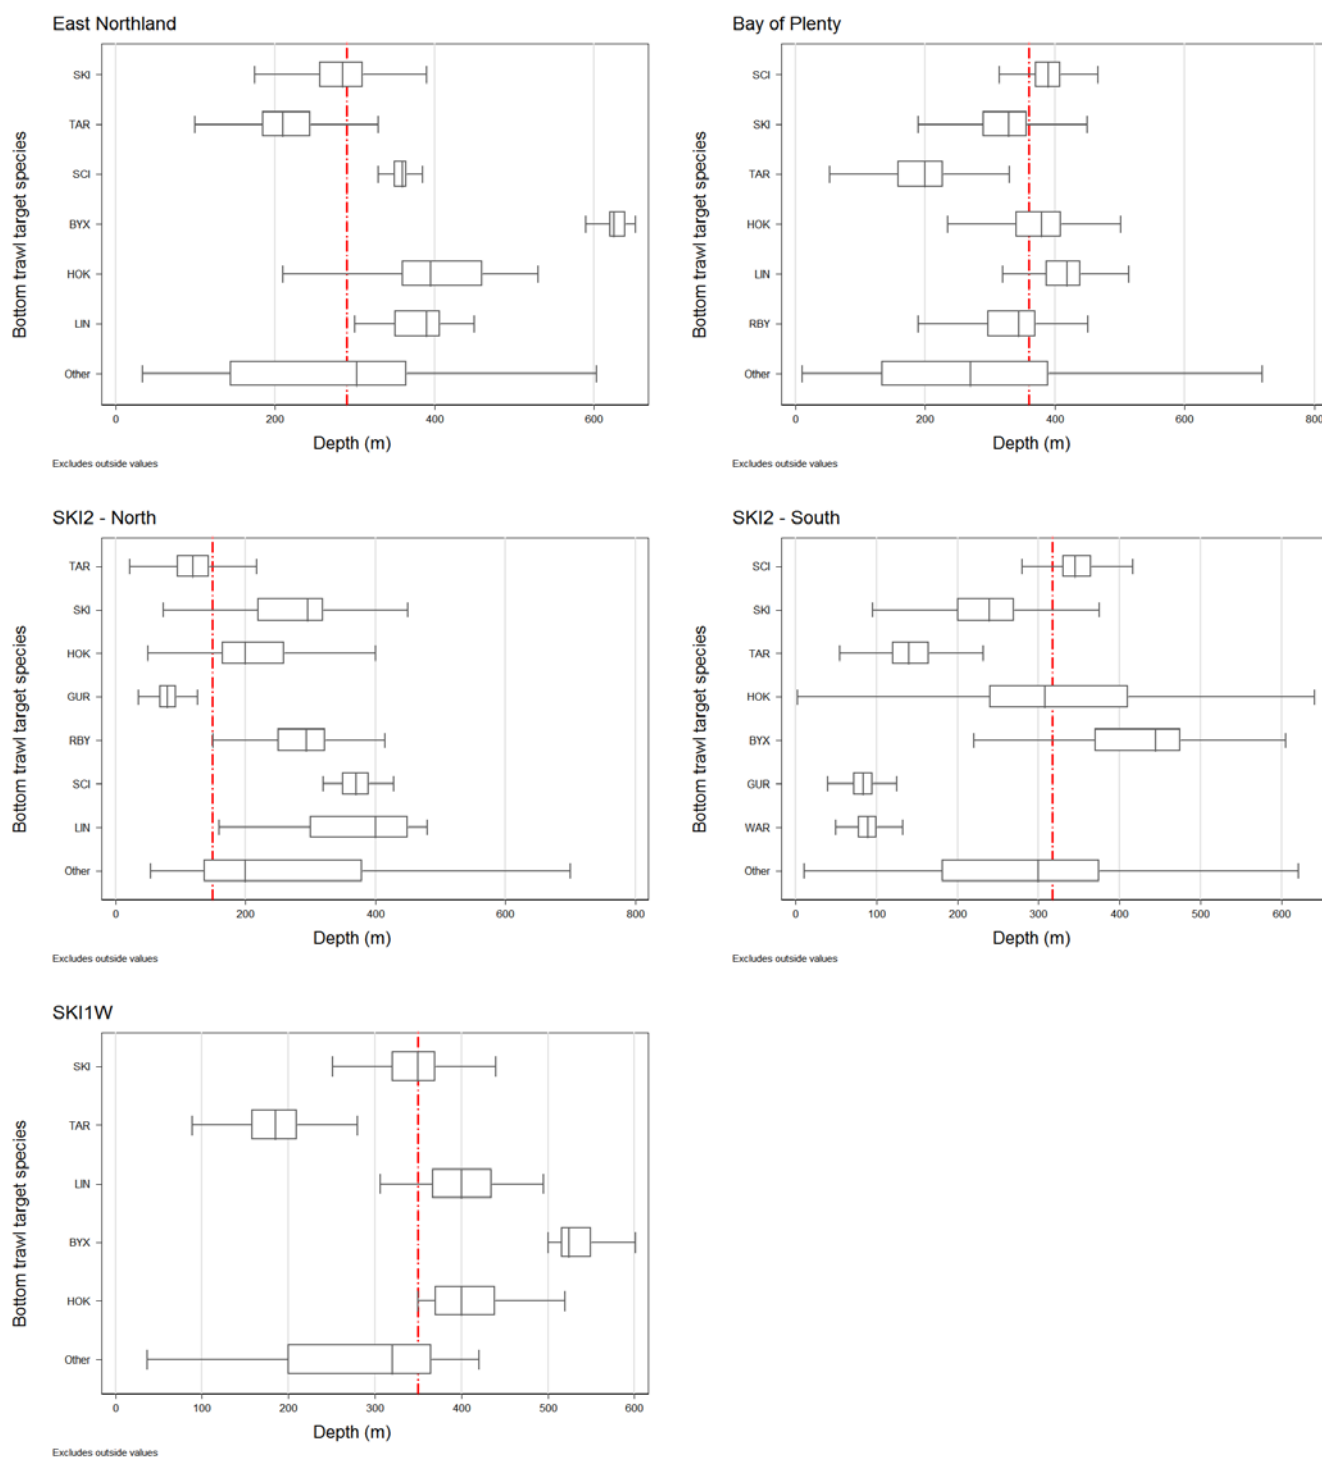 East Northland
Bottom trawl target species
SKI
TAR
SCI
BYX
HOK
LIN
Other
0 200 400 600
Depth (m)
Excludes outside values
Bay of Plenty
Bottom trawl target species
SCI
SKI
TAR
HOK
LIN
RBY
Other
0 200 400 600 800
Depth (m)
Excludes outside values
SKI2 - North
Bottom trawl target species
TAR
SKI
HOK
GUR
RBY
SCI
LIN
Other
0 200 400 600 800
Depth (m)
Excludes outside values
SKI2 - South
Bottom trawl target species
SCI
SKI
TAR
HOK
BYX
GUR
WAR
Other
0 100 200 300 400 500 600
Depth (m)
Excludes outside values
SKI1W
Bottom trawl target species
SKI
TAR
LIN
BYX
HOK
Other
0 100 200 300 400 500 600
Depth (m)
Excludes outside values